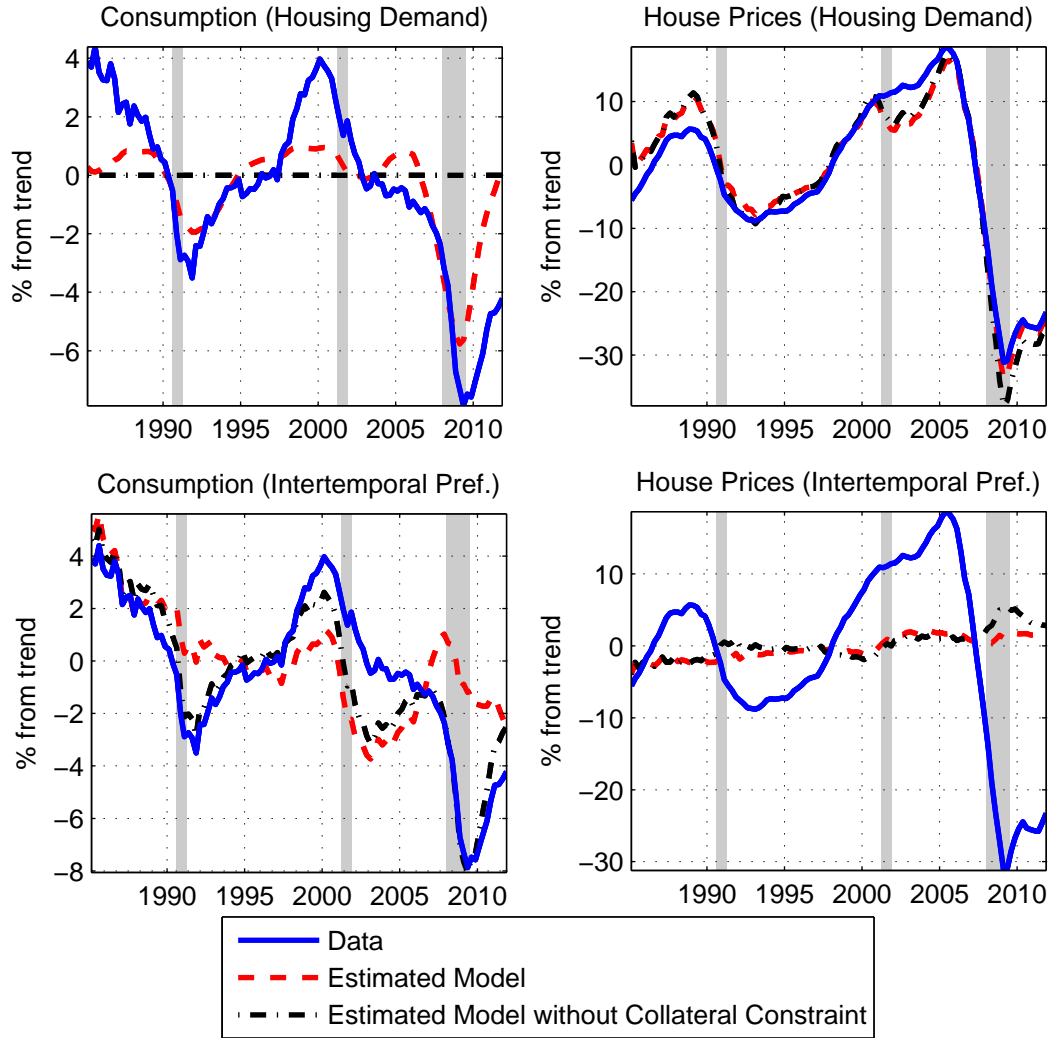 Consumption (Housing Demand)
% from trend
4
2
0
−2
−4
−6
1990 1995 2000 2005 2010
House Prices (Housing Demand)
% from trend
10
0
−10
−20
−30
1990 1995 2000 2005 2010
Consumption (Intertemporal Pref.)
% from trend
4
2
0
−2
−4
−6
−8
1990 1995 2000 2005 2010
House Prices (Intertemporal Pref.)
% from trend
10
0
−10
−20
−30
1990 1995 2000 2005 2010
Data
Estimated Model
Estimated Model without Collateral Constraint